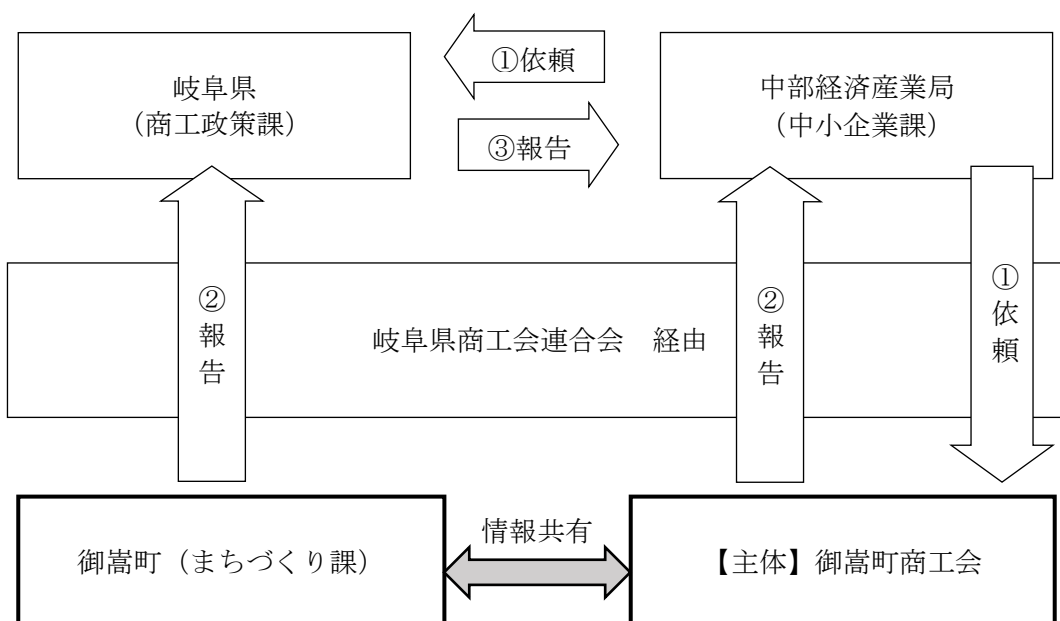 岐阜県
（商工政策課）
①依頼
③報告
中部経済産業局
（中小企業課）
②報告
岐阜県商工会連合会　経由
②報告
①依頼
御嵩町（まちづくり課）
情報共有
【主体】御嵩町商工会